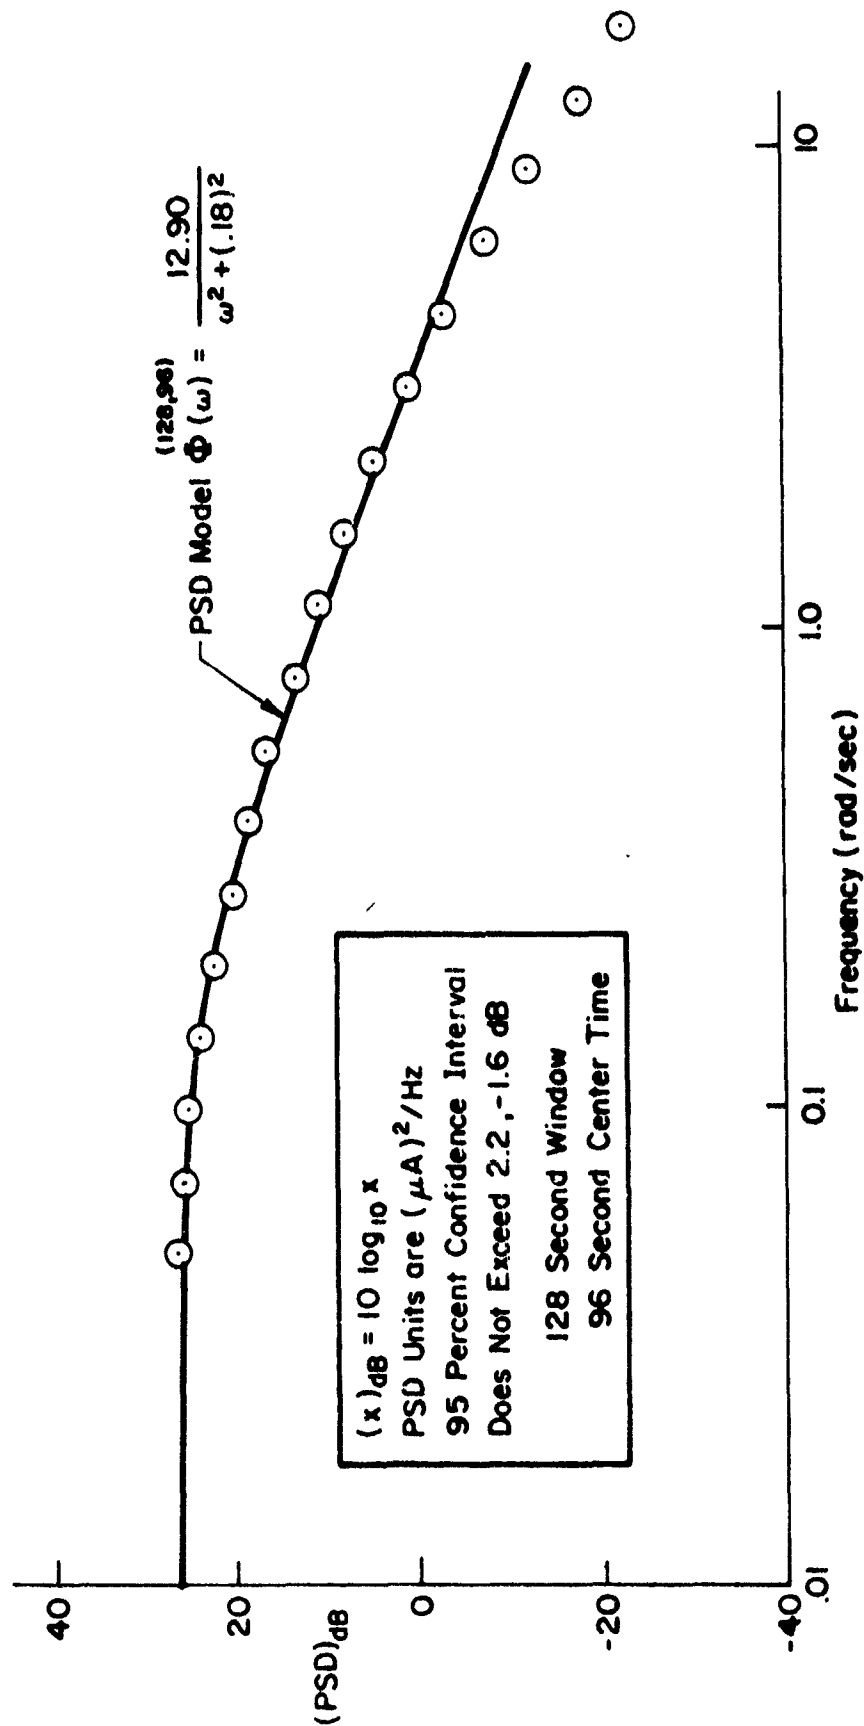 (128,96)
PSD Model Φ (ω) = 12.90
ω² + (.18)²
40
20
0
-20
-40
(PSD)dB
(x)dB = 10 log₁₀ x
PSD Units are (μA)²/Hz
95 Percent Confidence Interval
Does Not Exceed 2.2, -1.6 dB
128 Second Window
96 Second Center Time
.01
0.1
1.0
10
Frequency (rad/sec)